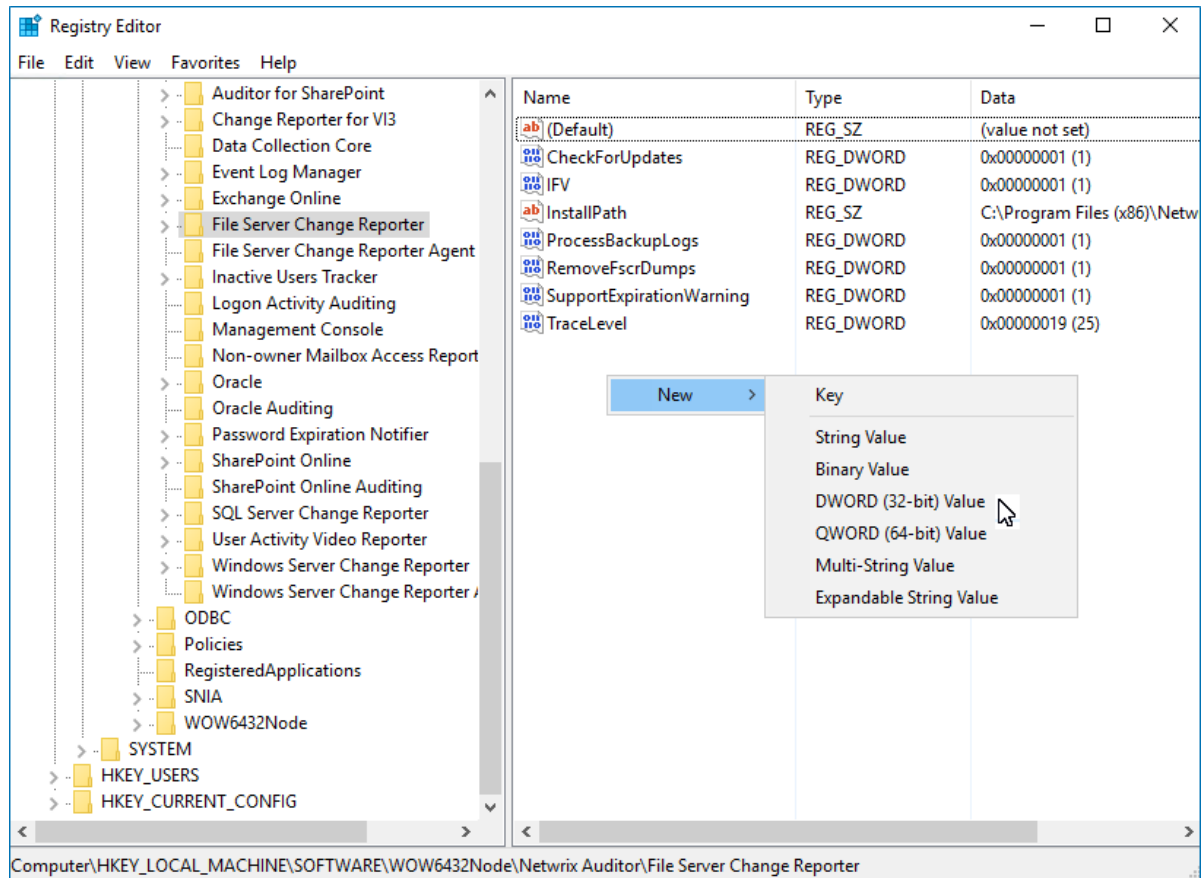 Registry Editor
File Edit View Favorites Help
Auditor for SharePoint
Change Reporter for VI3
Data Collection Core
Event Log Manager
Exchange Online
File Server Change Reporter
File Server Change Reporter Agent
Inactive Users Tracker
Logon Activity Auditing
Management Console
Non-owner Mailbox Access Report
Oracle
Oracle Auditing
Password Expiration Notifier
SharePoint Online
SharePoint Online Auditing
SQL Server Change Reporter
User Activity Video Reporter
Windows Server Change Reporter
Windows Server Change Reporter A
ODBC
Policies
RegisteredApplications
SNIA
WOW6432Node
SYSTEM
HKEY_USERS
HKEY_CURRENT_CONFIG
Name Type Data
(Default) REG_SZ (value not set)
CheckForUpdates REG_DWORD 0x00000001 (1)
IFV REG_DWORD 0x00000001 (1)
InstallPath REG_SZ C:\Program Files (x86)\Netw
ProcessBackupLogs REG_DWORD 0x00000001 (1)
RemoveFscrDumps REG_DWORD 0x00000001 (1)
SupportExpirationWarning REG_DWORD 0x00000001 (1)
TraceLevel REG_DWORD 0x00000019 (25)
New
Key
String Value
Binary Value
DWORD (32-bit) Value
QWORD (64-bit) Value
Multi-String Value
Expandable String Value
Computer\HKEY_LOCAL_MACHINE\SOFTWARE\WOW6432Node\Netwrix Auditor\File Server Change Reporter